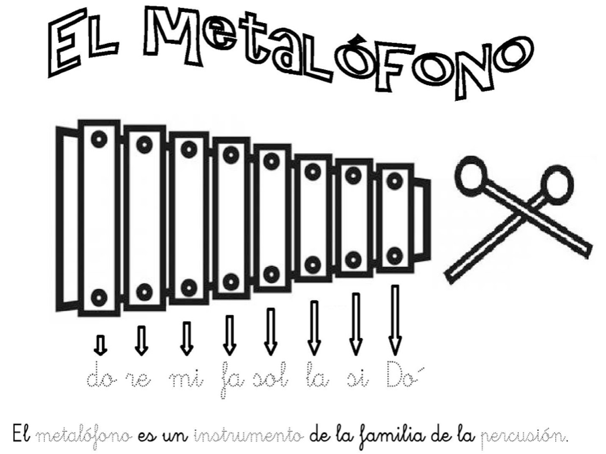 EL METALÓFONO
do re mi fa sol la si Do´
El metalófono es un instrumento de la familia de la percusión.